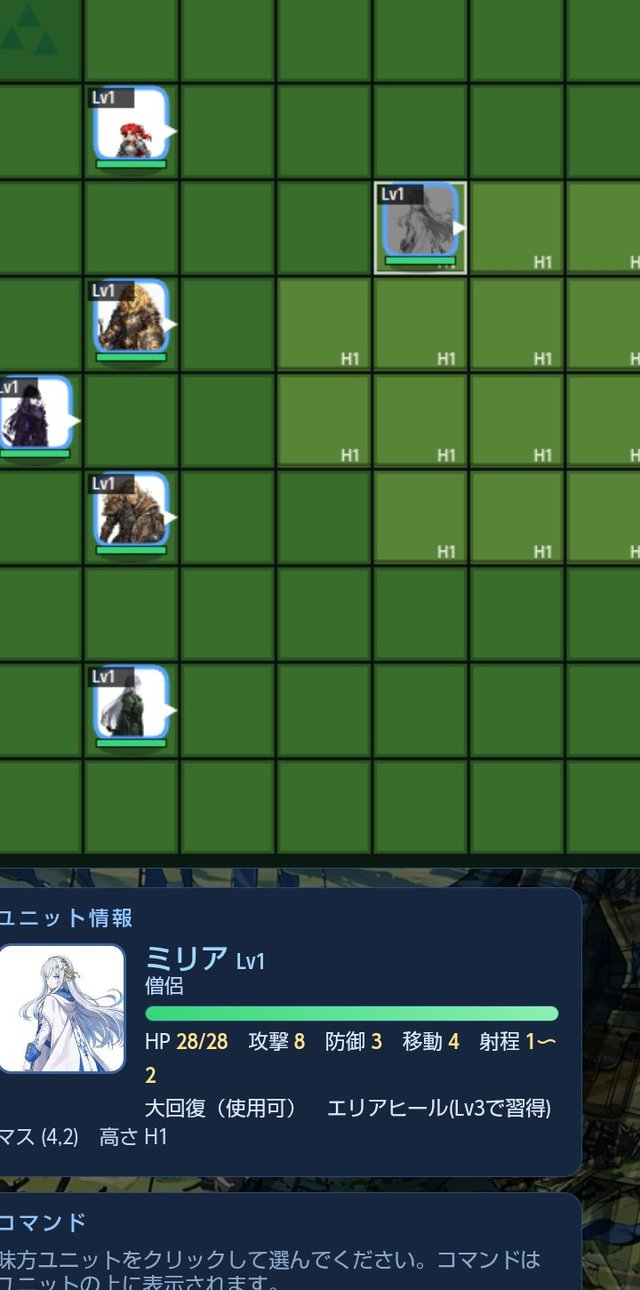 Lv1
Lv1
H1
H
Lv1
H1
H1
H1
H
Lv1
H1
H1
H1
H
Lv1
H1
H1
H
Lv1
ユニット情報
ミリア Lv1
僧侶
HP 28/28 攻撃 8 防御 3 移動 4 射程 1〜
2
大回復（使用可） エリアヒール(Lv3で習得)
マス (4,2) 高さ H1
コマンド
味方ユニットをクリックして選んでください。コマンドは
ユニットの上に表示されます。